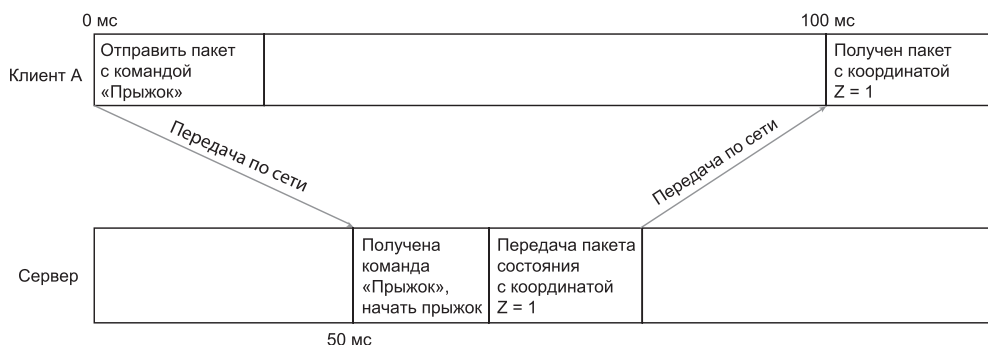 0 мс
100 мс
Клиент А
Отправить пакет
с командой
«Прыжок»
Получен пакет
с координатой
Z = 1
Передача по сети
Передача по сети
Сервер
Получена
команда
«Прыжок»,
начать прыжок
Передача пакета
состояния
с координатой
Z = 1
50 мс